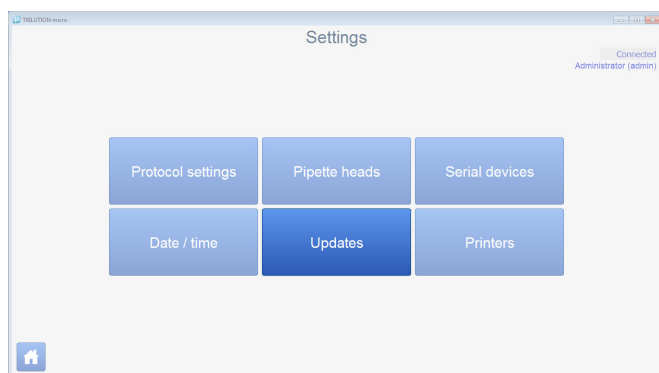 TRILUTION micro
Settings
Connected
Administrator (admin)
Protocol settings
Pipette heads
Serial devices
Date / time
Updates
Printers